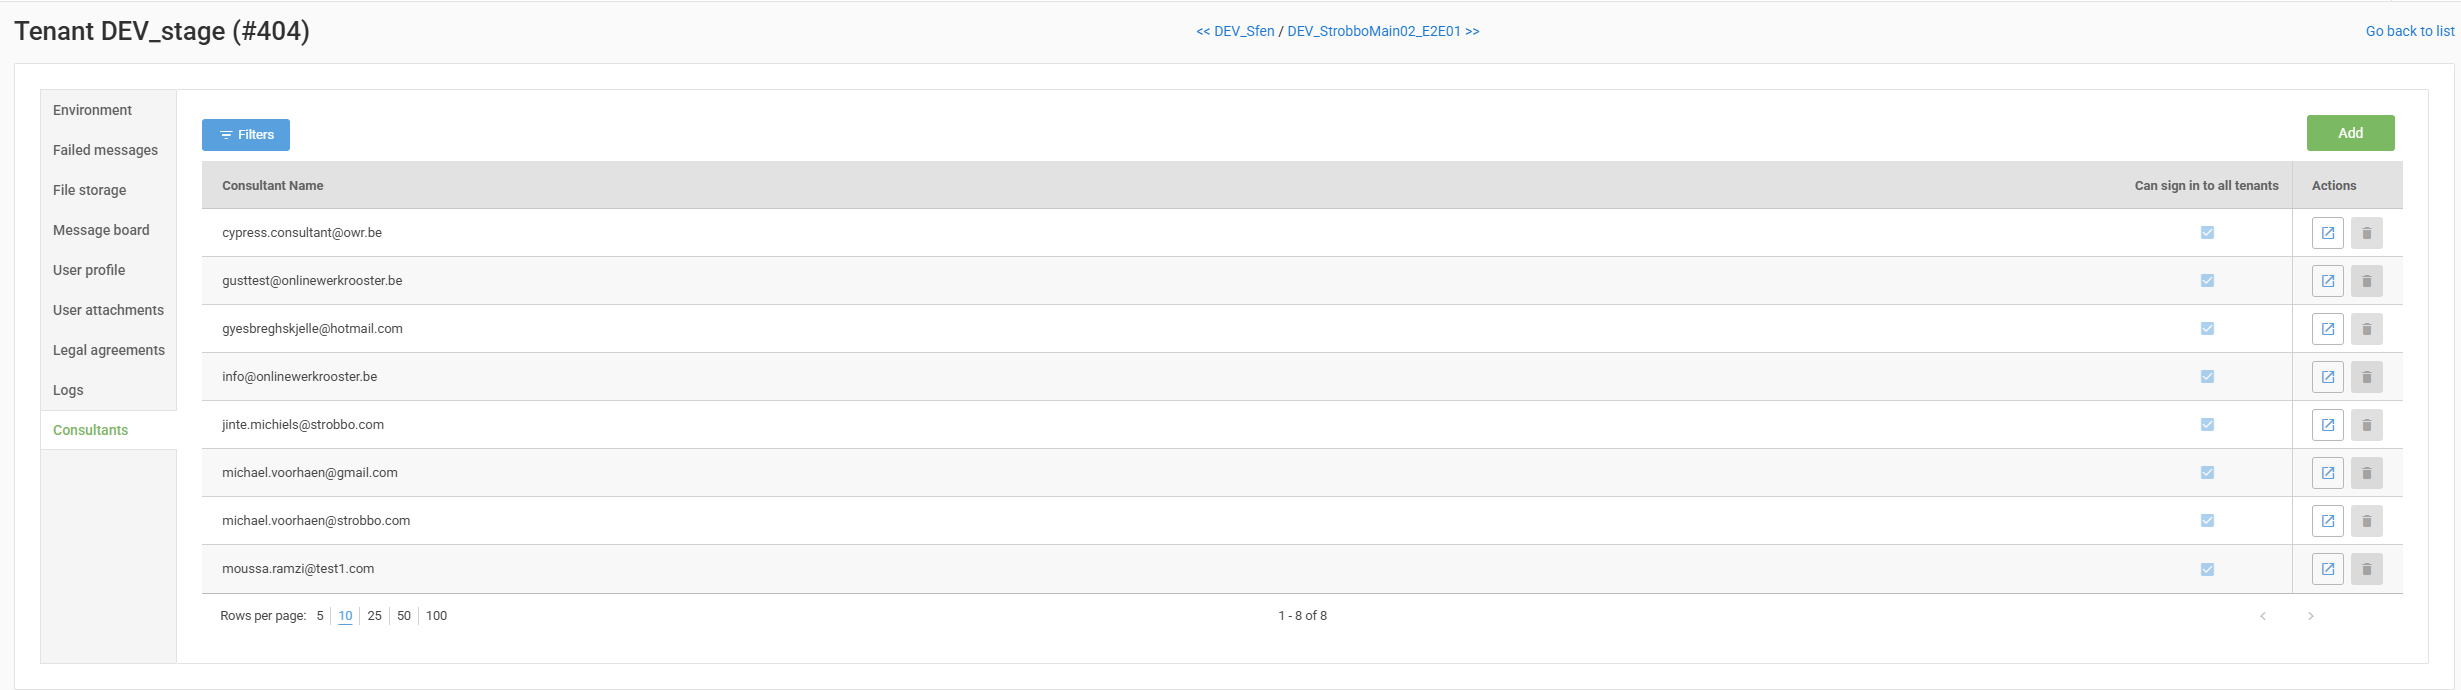 Tenant DEV_stage (#404)
<< DEV_Sfen / DEV_StrobboMain02_E2E01 >>
Go back to list
Environment
Failed messages
File storage
Message board
User profile
User attachments
Legal agreements
Logs
Consultants
Filters
Add
Consultant Name Can sign in to all tenants Actions
cypress.consultant@owr.be
gusttest@onlinewerkrooster.be
gyesbreghskjelle@hotmail.com
info@onlinewerkrooster.be
jinte.michiels@strobbo.com
michael.voorhaen@gmail.com
michael.voorhaen@strobbo.com
moussa.ramzi@test1.com
Rows per page: 5 10 25 50 100
1 - 8 of 8